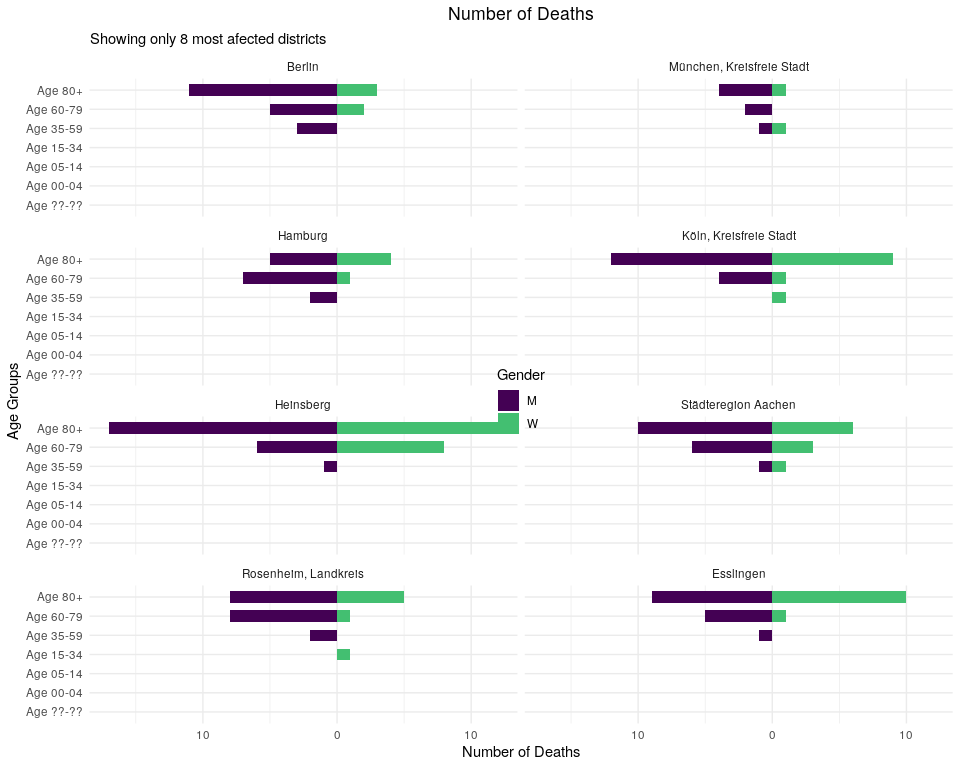 Number of Deaths
Showing only 8 most afected districts
Berlin
München, Kreisfreie Stadt
Age 80+
Age 60-79
Age 35-59
Age 15-34
Age 05-14
Age 00-04
Age ??-??
Hamburg
Köln, Kreisfreie Stadt
Age 80+
Age 60-79
Age 35-59
Age 15-34
Age 05-14
Age 00-04
Age ??-??
Age Groups
Gender
M
W
Heinsberg
Städteregion Aachen
Age 80+
Age 60-79
Age 35-59
Age 15-34
Age 05-14
Age 00-04
Age ??-??
Rosenheim, Landkreis
Esslingen
Age 80+
Age 60-79
Age 35-59
Age 15-34
Age 05-14
Age 00-04
Age ??-??
10 0 10 10 0 10
Number of Deaths